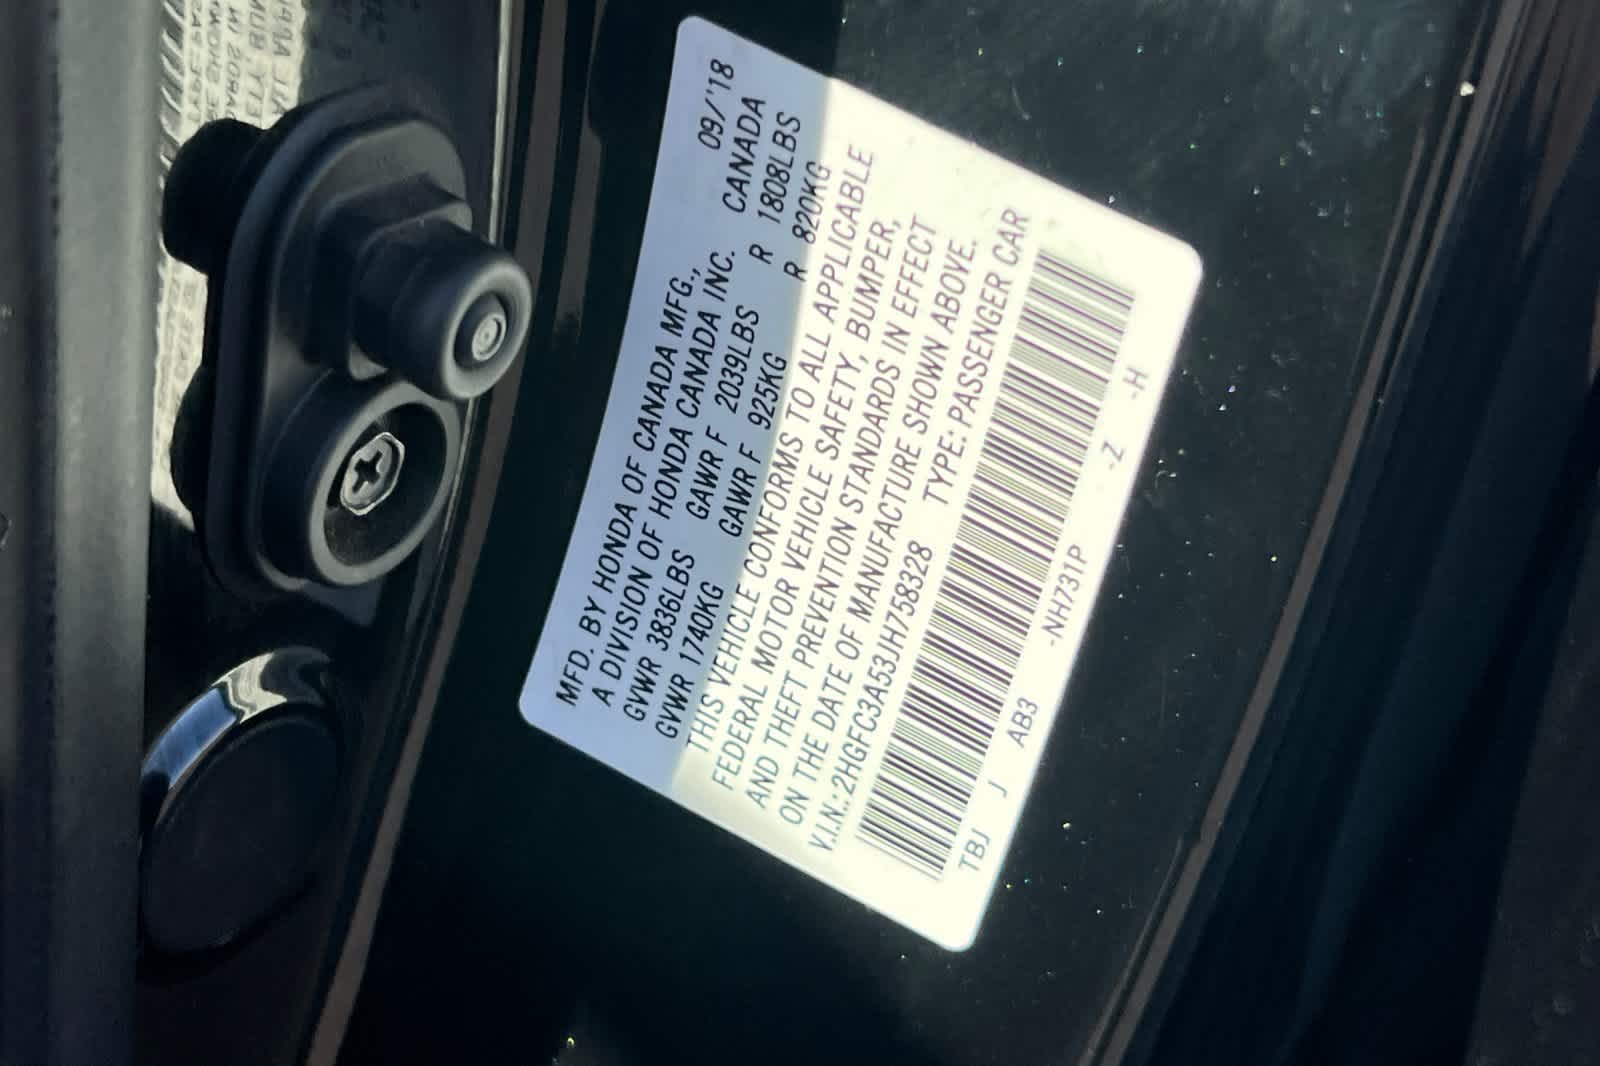 MFD. BY HONDA OF CANADA MFG., 09/'18
A DIVISION OF HONDA CANADA INC. CANADA
GVWR 3836LBS GAWR F 2039LBS R 1808LBS
GVWR 1740KG GAWR F 925KG R 820KG
THIS VEHICLE CONFORMS TO ALL APPLICABLE
FEDERAL MOTOR VEHICLE SAFETY, BUMPER,
AND THEFT PREVENTION STANDARDS IN EFFECT
ON THE DATE OF MANUFACTURE SHOWN ABOVE.
V.I.N.:2HGFC3A53JH758328 TYPE: PASSENGER CAR
TBJ J AB3 -NH731P -Z -H